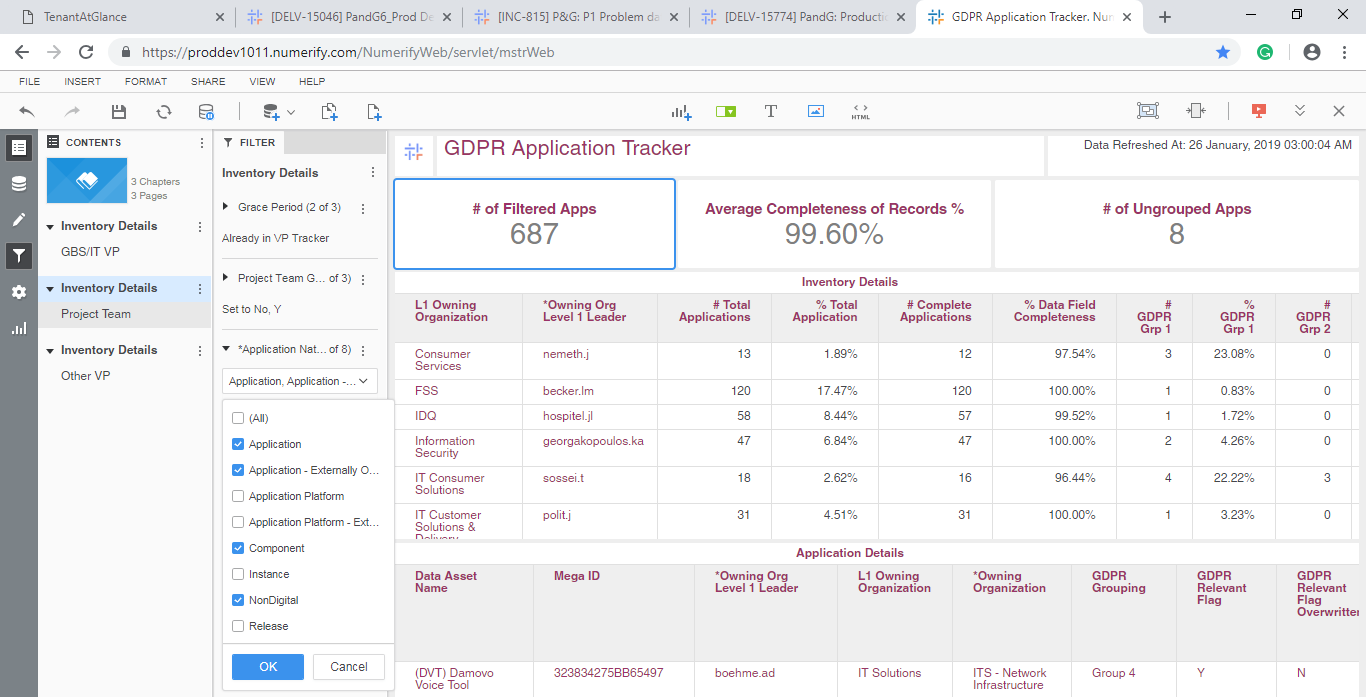 TenantAtGlance
[DELV-15046] PandG6_Prod De
[INC-815] P&G: P1 Problem da
[DELV-15774] PandG: Productio
GDPR Application Tracker. Num
https://proddev1011.numerify.com/NumerifyWeb/servlet/mstrWeb
FILE INSERT FORMAT SHARE VIEW HELP
HTML
CONTENTS
3 Chapters
3 Pages
Inventory Details
GBS/IT VP
Inventory Details
Project Team
Inventory Details
Other VP
FILTER
Inventory Details
Grace Period (2 of 3)
Already in VP Tracker
Project Team G... of 3)
Set to No, Y
*Application Nat... of 8)
Application, Application -...
(All)
Application
Application - Externally O...
Application Platform
Application Platform - Ext...
Component
Instance
NonDigital
Release
OK Cancel
GDPR Application Tracker
Data Refreshed At: 26 January, 2019 03:00:04 AM
# of Filtered Apps
687
Average Completeness of Records %
99.60%
# of Ungrouped Apps
8
Inventory Details
L1 Owning Organization *Owning Org Level 1 Leader # Total Applications % Total Application # Complete Applications % Data Field Completeness # GDPR Grp 1 % GDPR Grp 1 # GDPR Grp 2
Consumer Services nemeth.j 13 1.89% 12 97.54% 3 23.08% 0
FSS becker.lm 120 17.47% 120 100.00% 1 0.83% 0
IDQ hospitel.jl 58 8.44% 57 99.52% 1 1.72% 0
Information Security georgakopoulos.ka 47 6.84% 47 100.00% 2 4.26% 0
IT Consumer Solutions sossei.t 18 2.62% 16 96.44% 4 22.22% 3
IT Customer Solutions & Delivery polit.j 31 4.51% 31 100.00% 1 3.23% 0
Application Details
Data Asset Name Mega ID *Owning Org Level 1 Leader L1 Owning Organization *Owning Organization GDPR Grouping GDPR Relevant Flag GDPR Relevant Flag Overwritten
(DVT) Damovo Voice Tool 323834275BB65497 boehme.ad IT Solutions ITS - Network Infrastructure Group 4 Y N